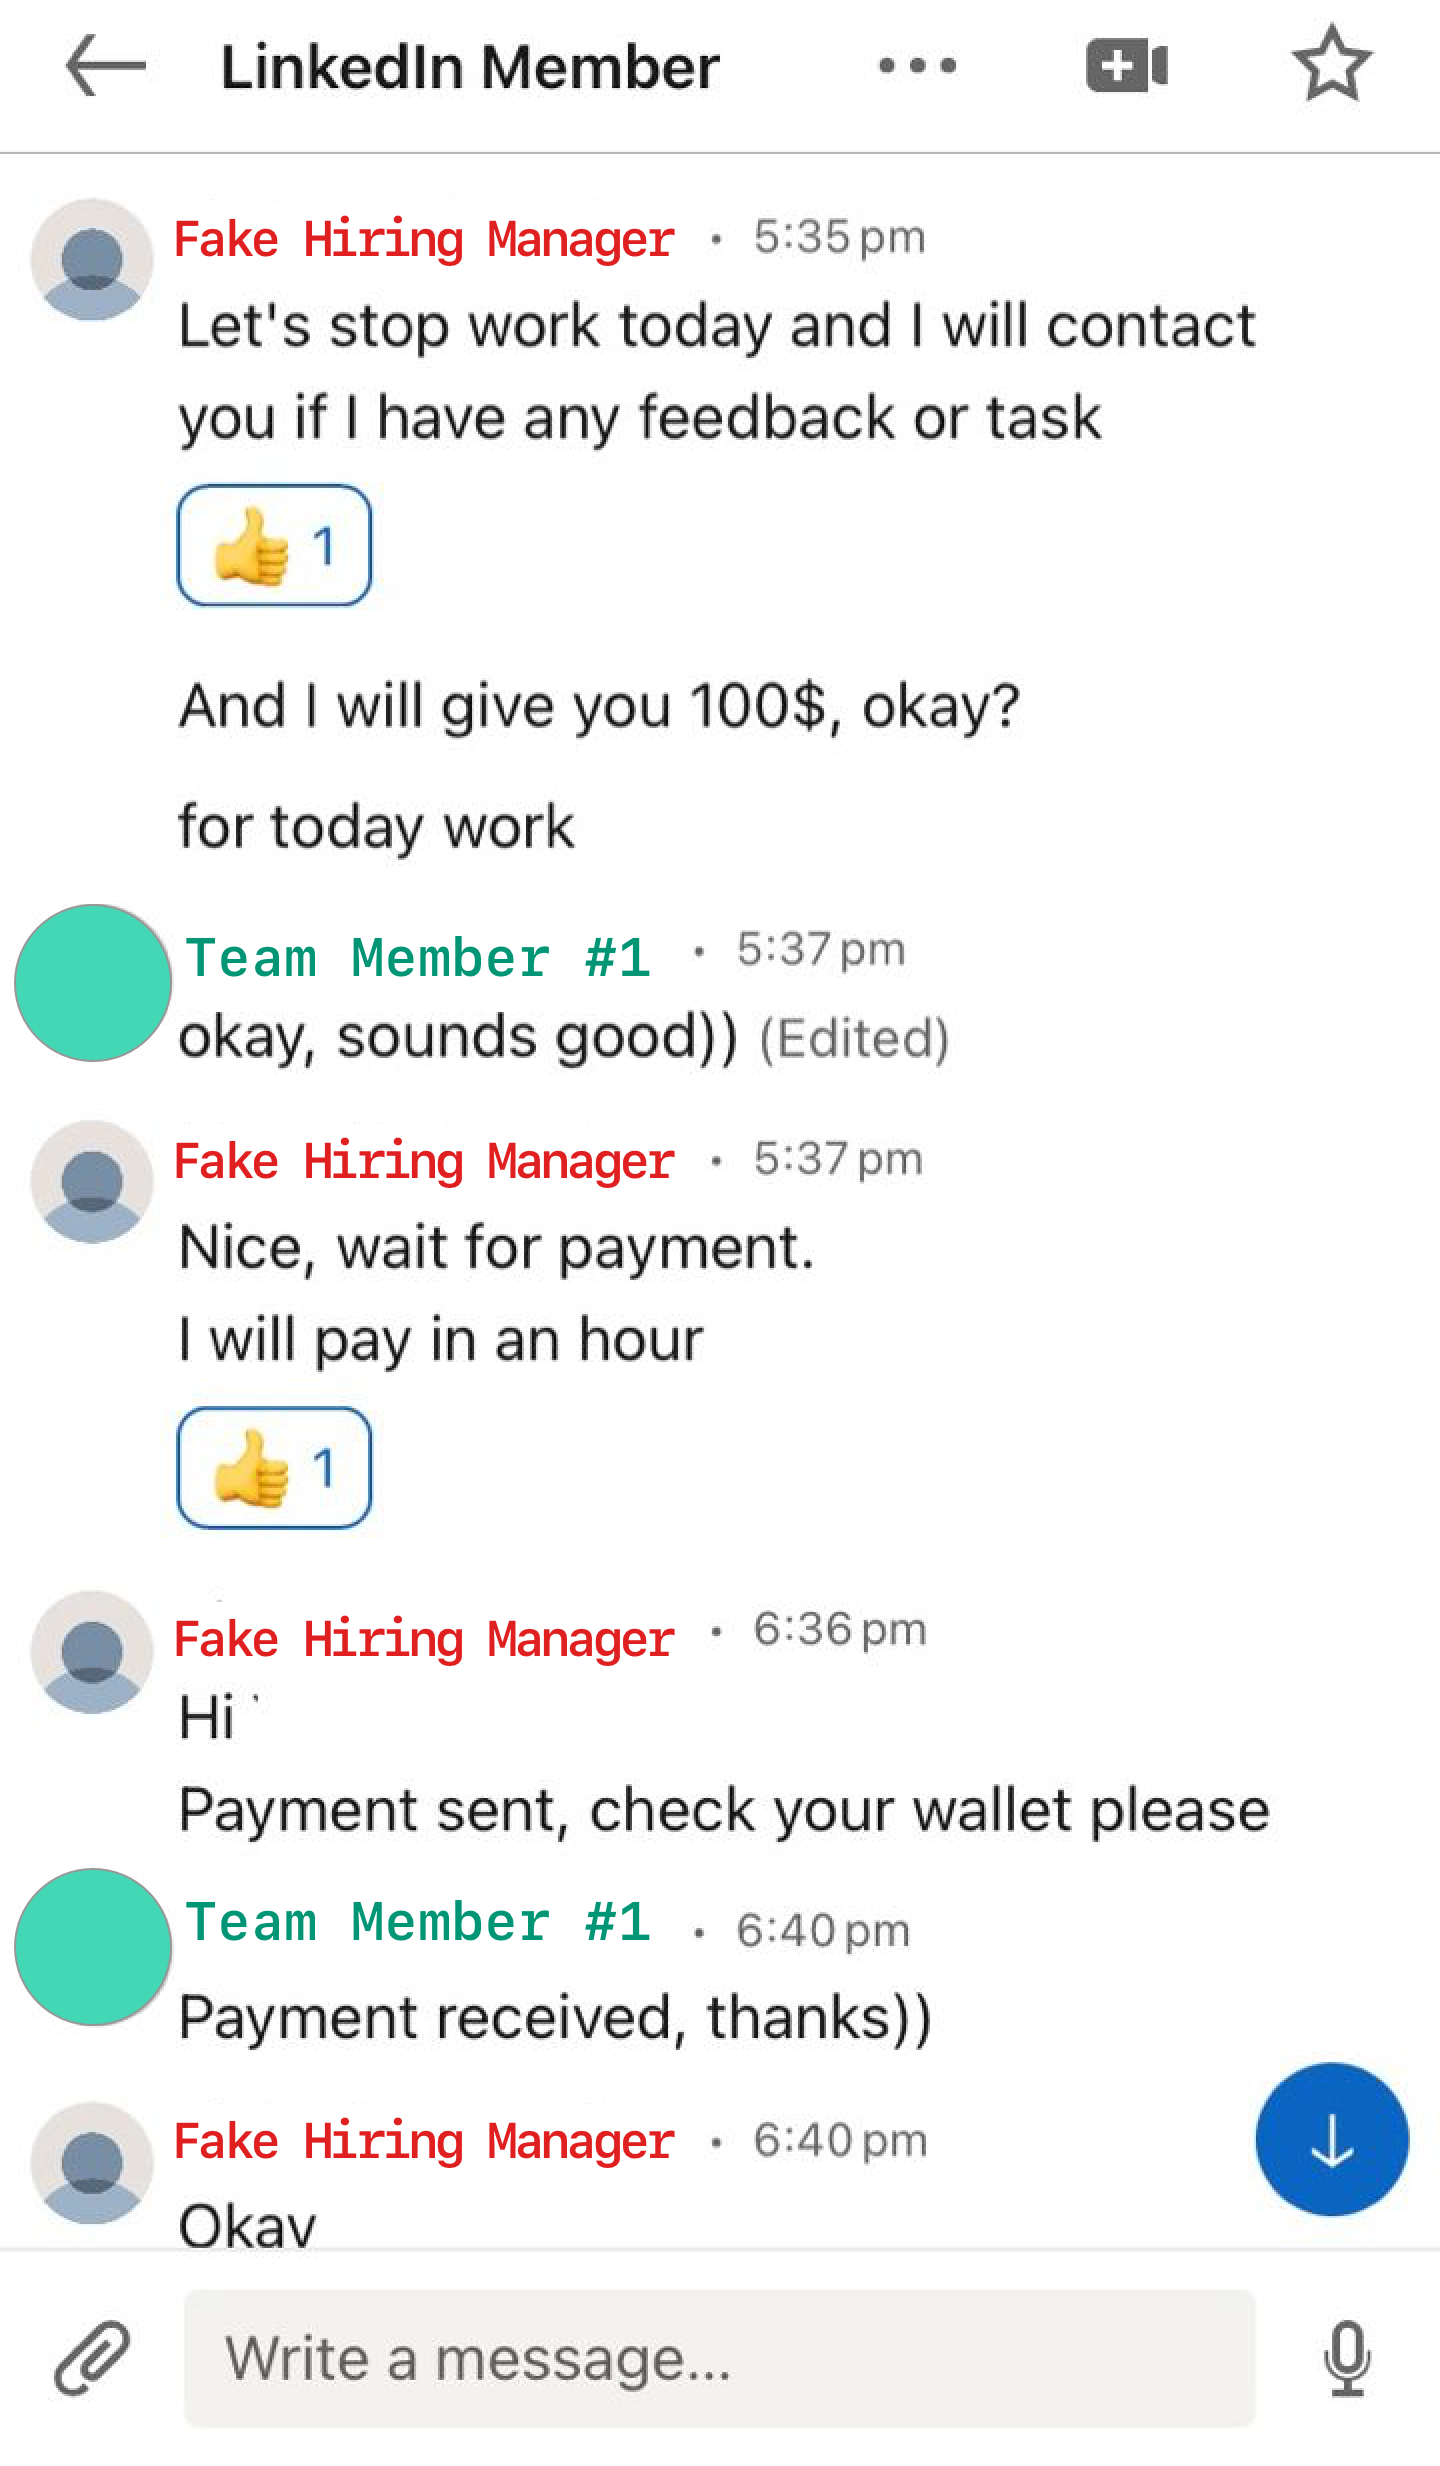 LinkedIn Member
Fake Hiring Manager • 5:35 pm
Let's stop work today and I will contact
you if I have any feedback or task
👍 1
And I will give you 100$, okay?
for today work
Team Member #1 • 5:37 pm
okay, sounds good)) (Edited)
Fake Hiring Manager • 5:37 pm
Nice, wait for payment.
I will pay in an hour
👍 1
Fake Hiring Manager • 6:36 pm
Hi
Payment sent, check your wallet please
Team Member #1 • 6:40 pm
Payment received, thanks))
Fake Hiring Manager • 6:40 pm
Okay
Write a message...